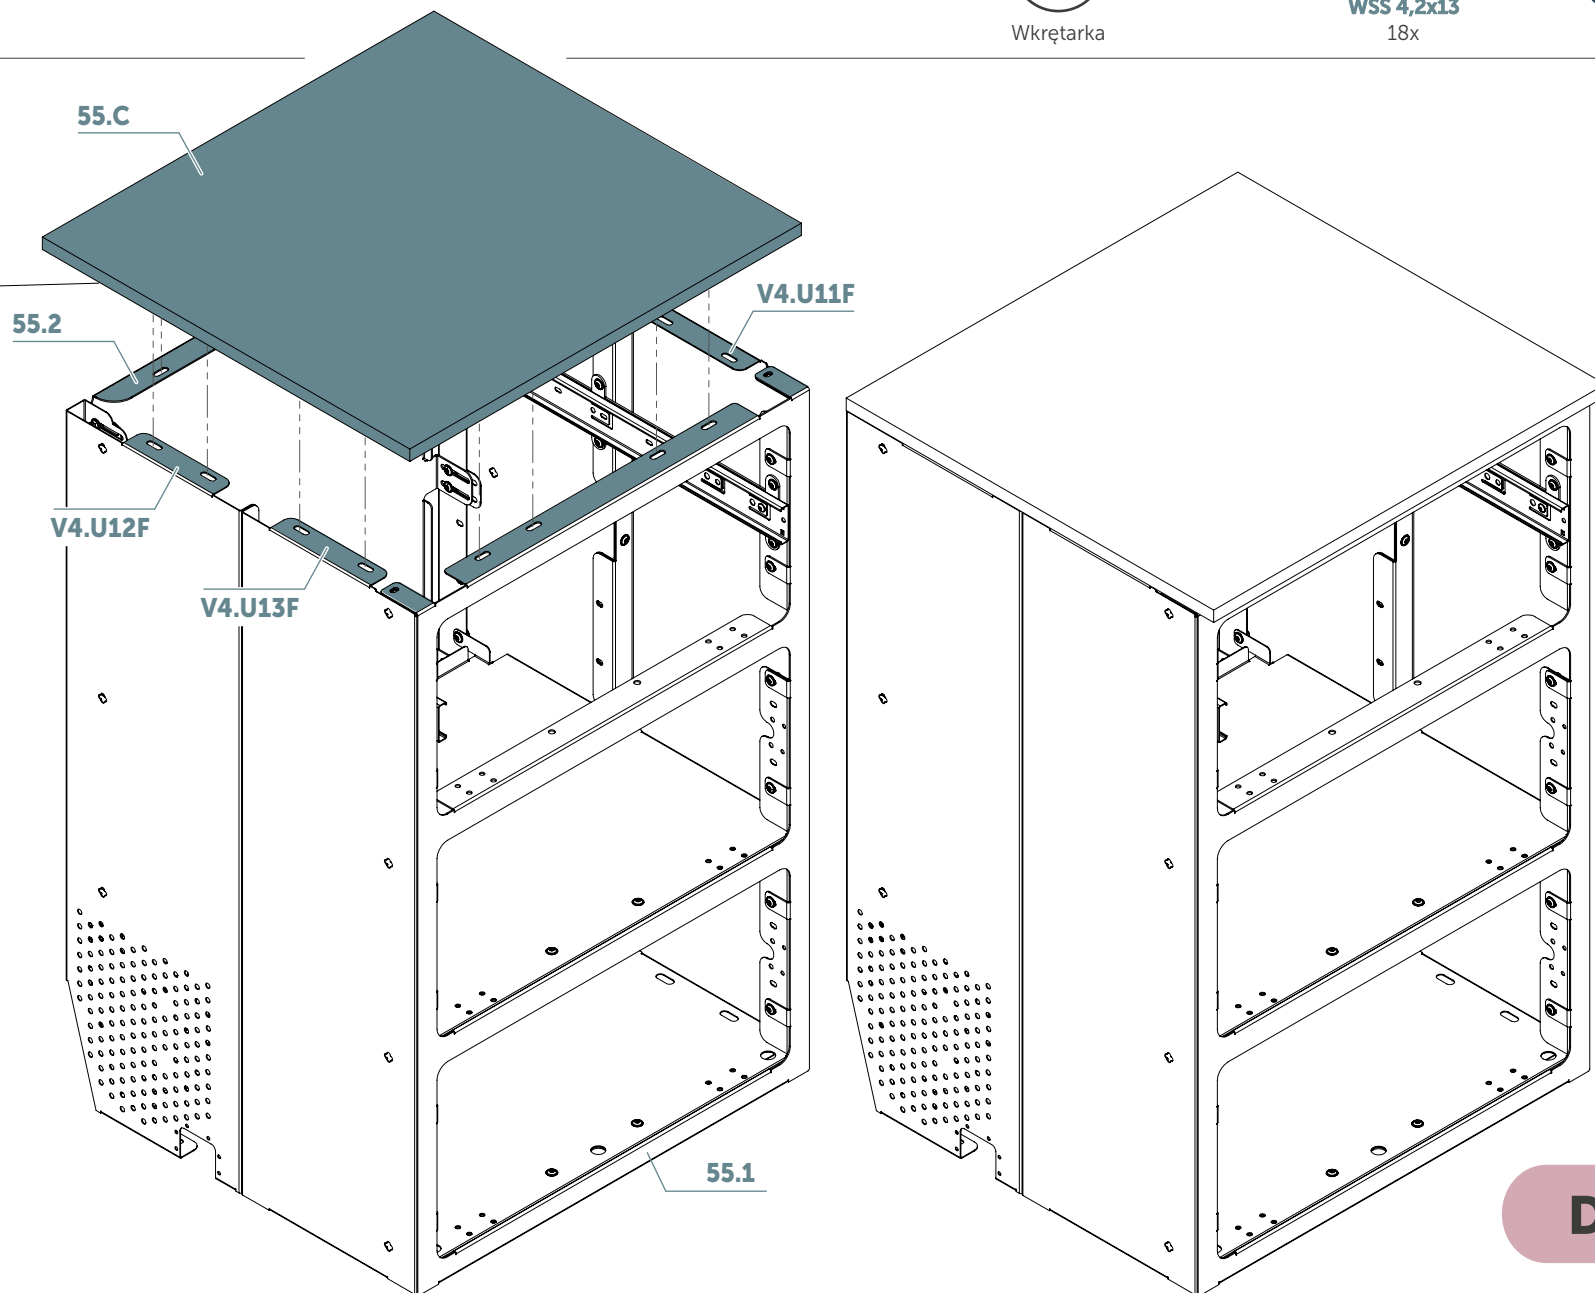 WSS 4,2x13
Wkrętarka
18x
55.C
V4.U11F
55.2
V4.U12F
V4.U13F
55.1
D